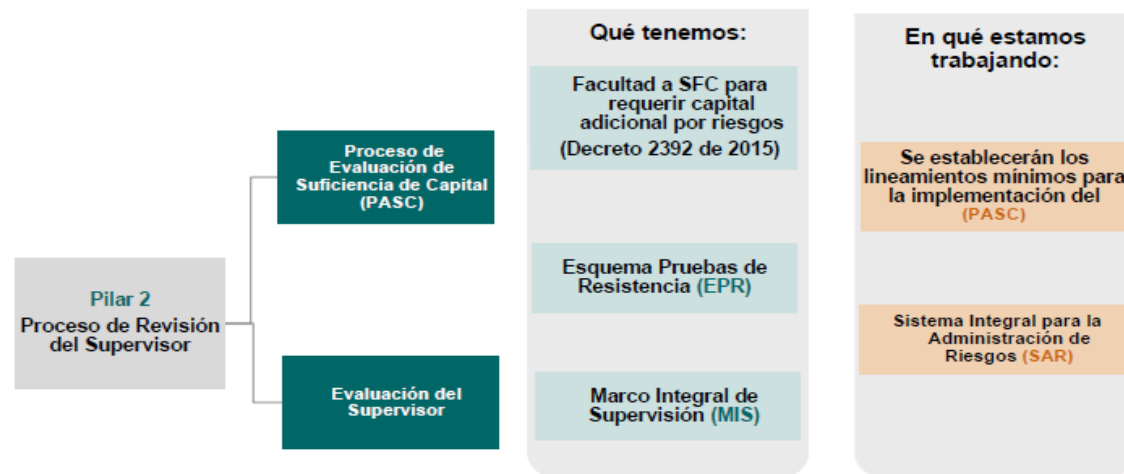 Pilar 2
Proceso de Revisión
del Supervisor
Proceso de
Evaluación de
Suficiencia de Capital
(PASC)
Evaluación del
Supervisor
Qué tenemos:
Facultad a SFC para
requerir capital
adicional por riesgos
(Decreto 2392 de 2015)
Esquema Pruebas de
Resistencia (EPR)
Marco Integral de
Supervisión (MIS)
En qué estamos
trabajando:
Se establecerán los
lineamientos mínimos para
la implementación del
(PASC)
Sistema Integral para la
Administración de
Riesgos (SAR)